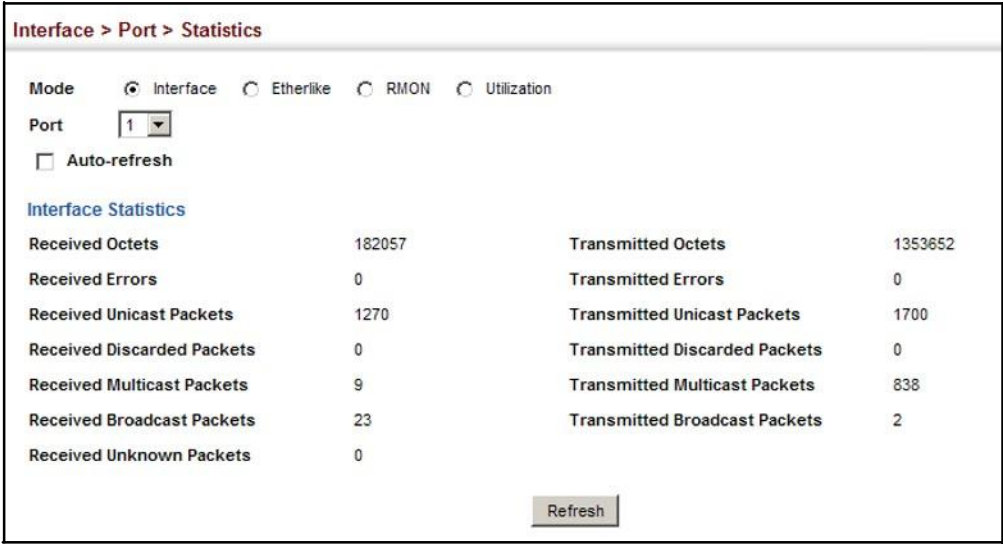 Interface > Port > Statistics
Mode Interface Etherlike RMON Utilization
Port 1
Auto-refresh
Interface Statistics
Received Octets 182057 Transmitted Octets 1353652
Received Errors 0 Transmitted Errors 0
Received Unicast Packets 1270 Transmitted Unicast Packets 1700
Received Discarded Packets 0 Transmitted Discarded Packets 0
Received Multicast Packets 9 Transmitted Multicast Packets 838
Received Broadcast Packets 23 Transmitted Broadcast Packets 2
Received Unknown Packets 0
Refresh